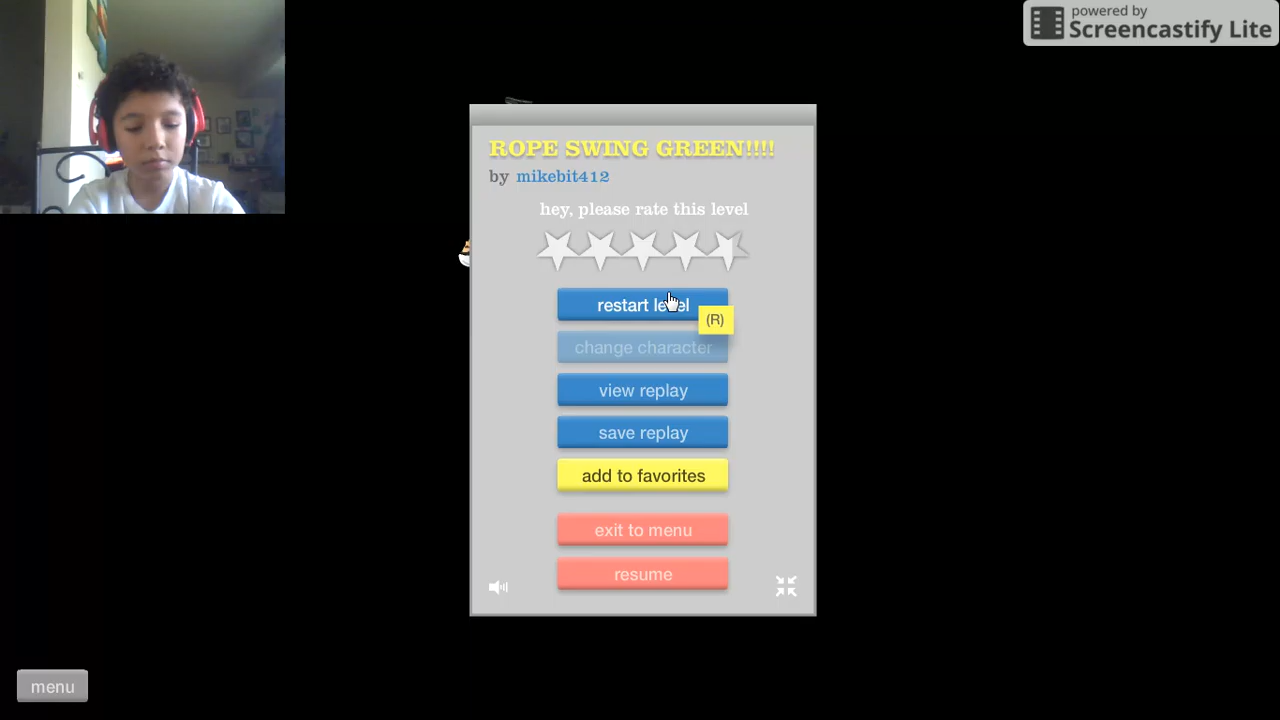 powered by
Screencastify Lite
ROPE SWING GREEN!!!!
by mikebit412
hey, please rate this level
restart level
(R)
change character
view replay
save replay
add to favorites
exit to menu
resume
menu